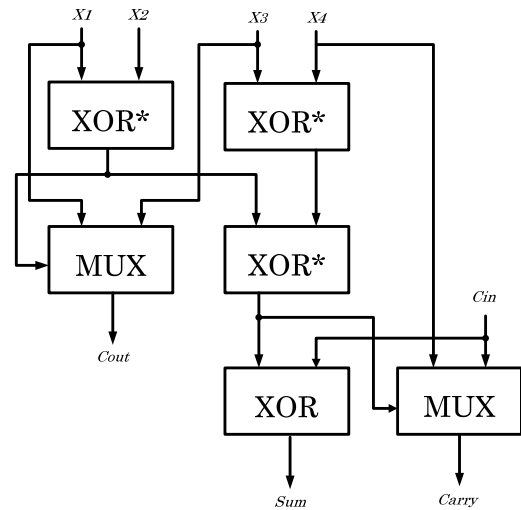 X1 X2 X3 X4
XOR* XOR*
MUX XOR*
Cin
Cout
XOR MUX
Sum Carry